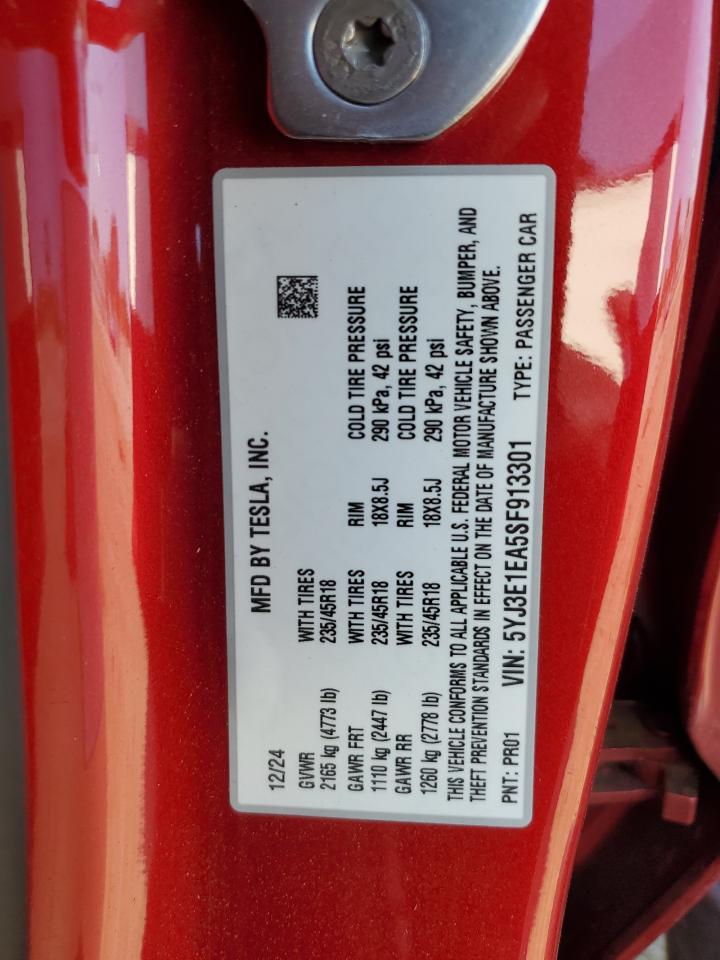 MFD BY TESLA, INC.
12/24
GVWR WITH TIRES
2165 kg (4773 lb) 235/45R18
GAWR FRT WITH TIRES RIM COLD TIRE PRESSURE
1110 kg (2447 lb) 235/45R18 18X8.5J 290 kPa, 42 psi
GAWR RR WITH TIRES RIM COLD TIRE PRESSURE
1260 kg (2778 lb) 235/45R18 18X8.5J 290 kPa, 42 psi
THIS VEHICLE CONFORMS TO ALL APPLICABLE U.S. FEDERAL MOTOR VEHICLE SAFETY, BUMPER, AND
THEFT PREVENTION STANDARDS IN EFFECT ON THE DATE OF MANUFACTURE SHOWN ABOVE.
PNT: PR01 VIN: 5YJ3E1EA5SF913301 TYPE: PASSENGER CAR